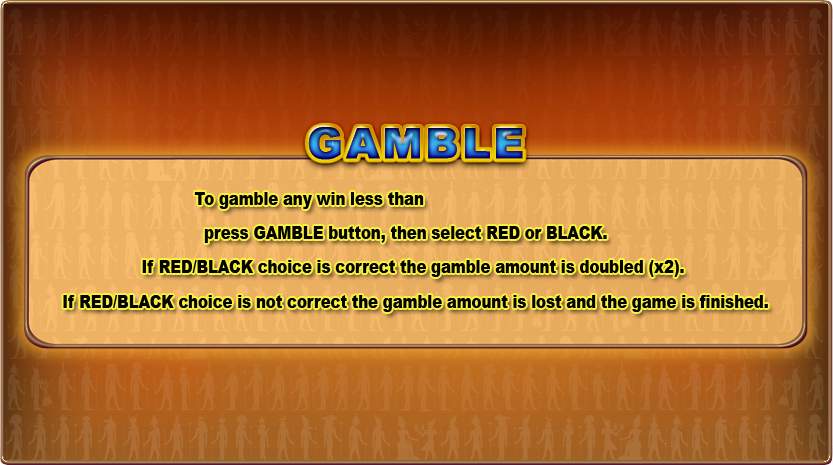 GAMBLE
To gamble any win less than
press GAMBLE button, then select RED or BLACK.
If RED/BLACK choice is correct the gamble amount is doubled (x2).
If RED/BLACK choice is not correct the gamble amount is lost and the game is finished.